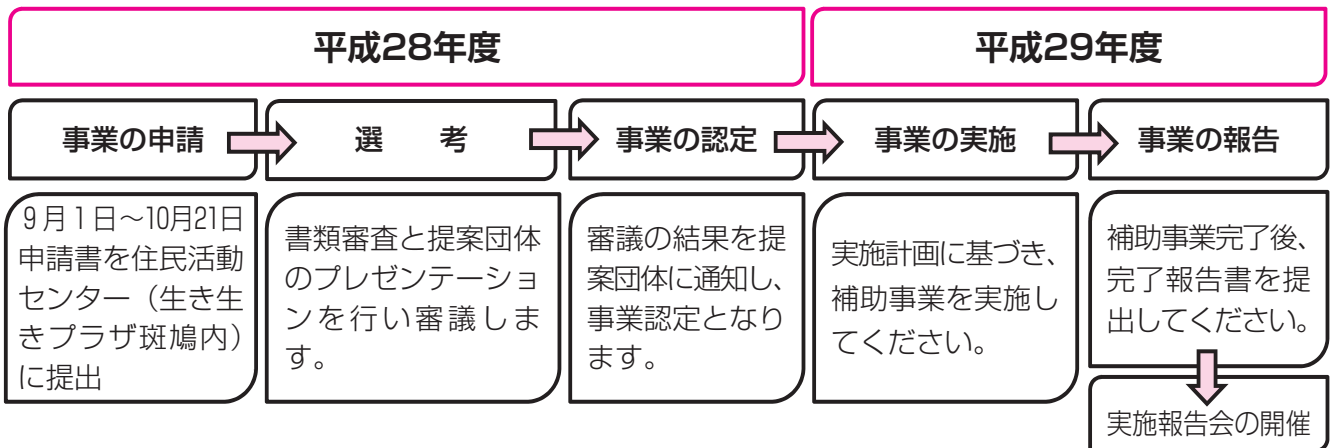 平成28年度
平成29年度
事業の申請
選　　考
事業の認定
事業の実施
事業の報告
9月1日～10月21日
申請書を住民活動
センター（生き生
きプラザ斑鳩内）
に提出
書類審査と提案団体
のプレゼンテーショ
ンを行い審議しま
す。
審議の結果を提
案団体に通知し、
事業認定となり
ます。
実施計画に基づき、
補助事業を実施し
てください。
補助事業完了後、
完了報告書を提
出してください。
実施報告会の開催